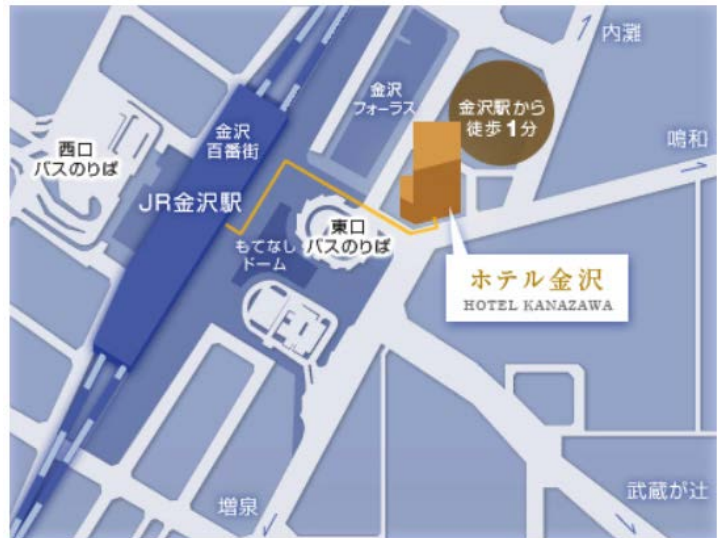 内灘
金沢
フォーラス
金沢駅から
徒歩1分
鳴和
金沢
百番街
西口
バスのりば
JR金沢駅
東口
バスのりば
もてなし
ドーム
ホテル金沢
HOTEL KANAZAWA
増泉
武蔵が辻